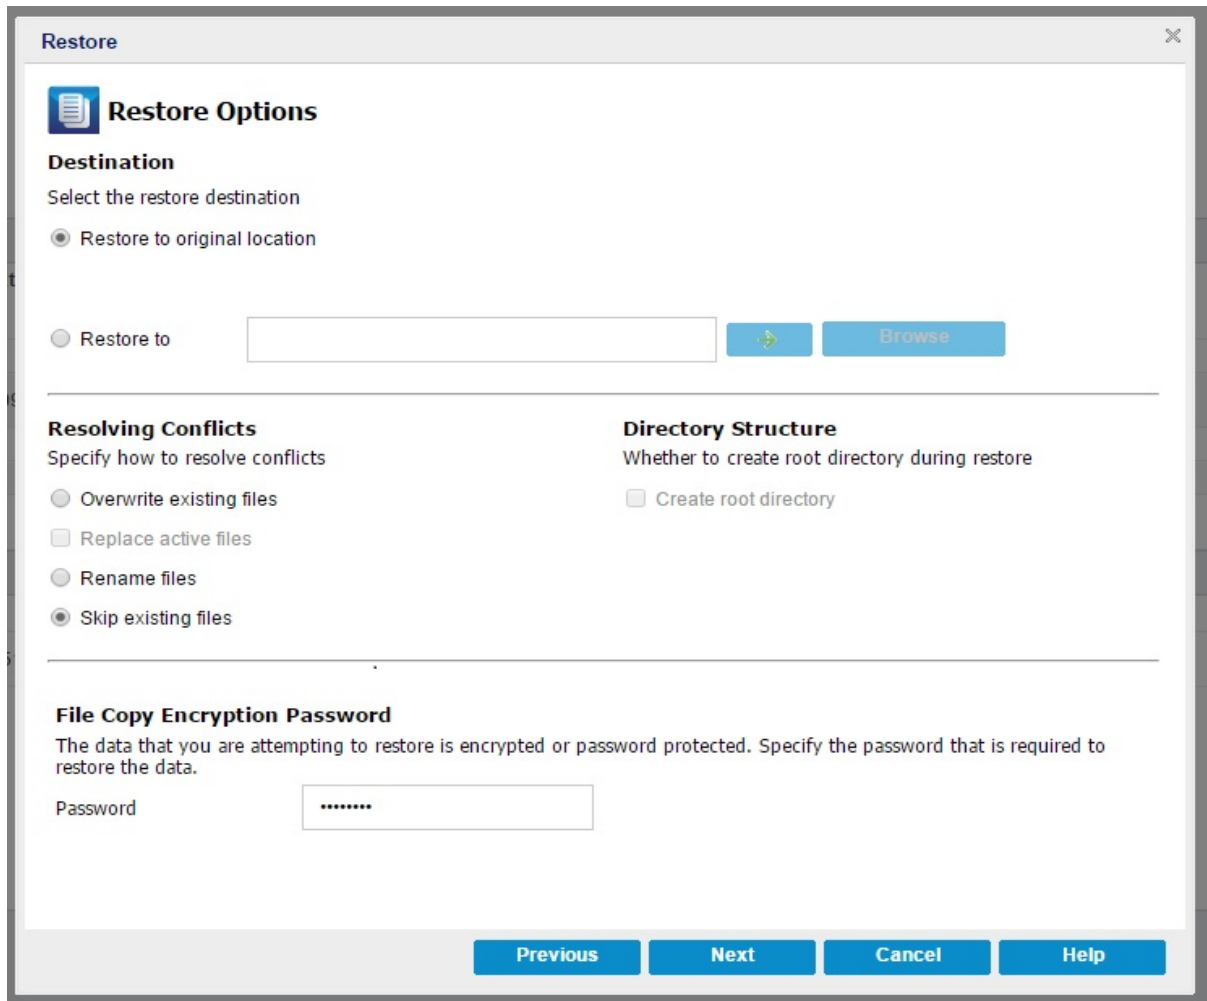 Restore
Restore Options
Destination
Select the restore destination
Restore to original location
Restore to
Browse
Resolving Conflicts
Specify how to resolve conflicts
Overwrite existing files
Replace active files
Rename files
Skip existing files
Directory Structure
Whether to create root directory during restore
Create root directory
File Copy Encryption Password
The data that you are attempting to restore is encrypted or password protected. Specify the password that is required to
restore the data.
Password ••••••••
Previous Next Cancel Help